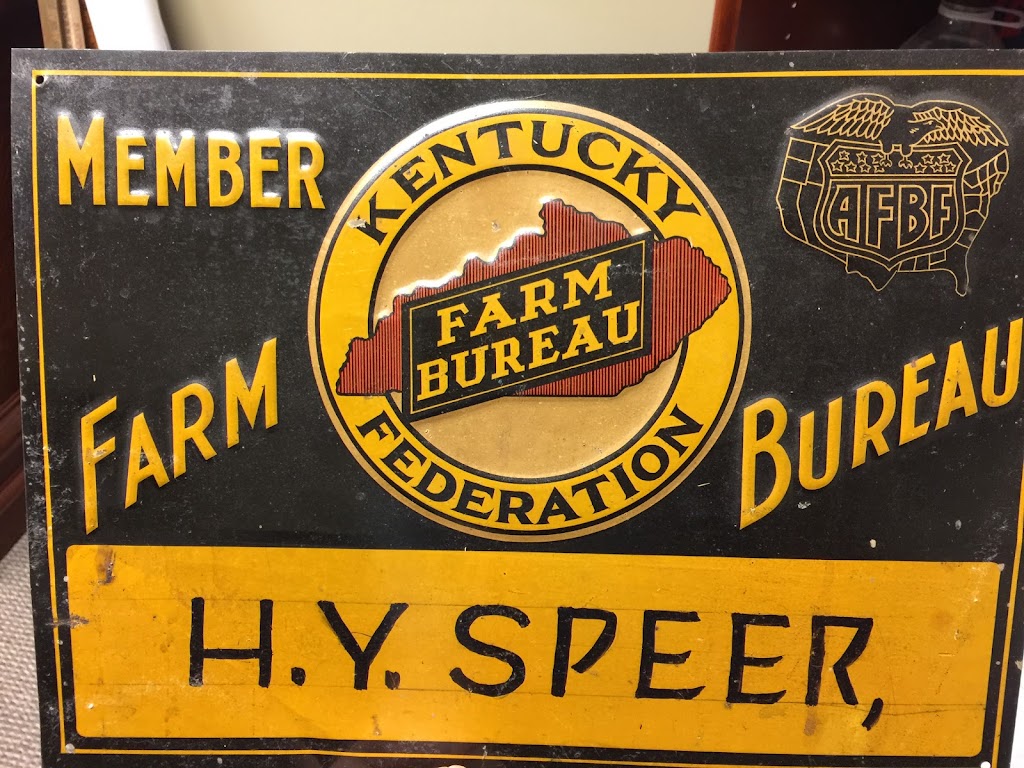 MEMBER
KENTUCKY
FARM
BUREAU
FEDERATION
AFBF
FARM BUREAU
H.Y. SPEER,